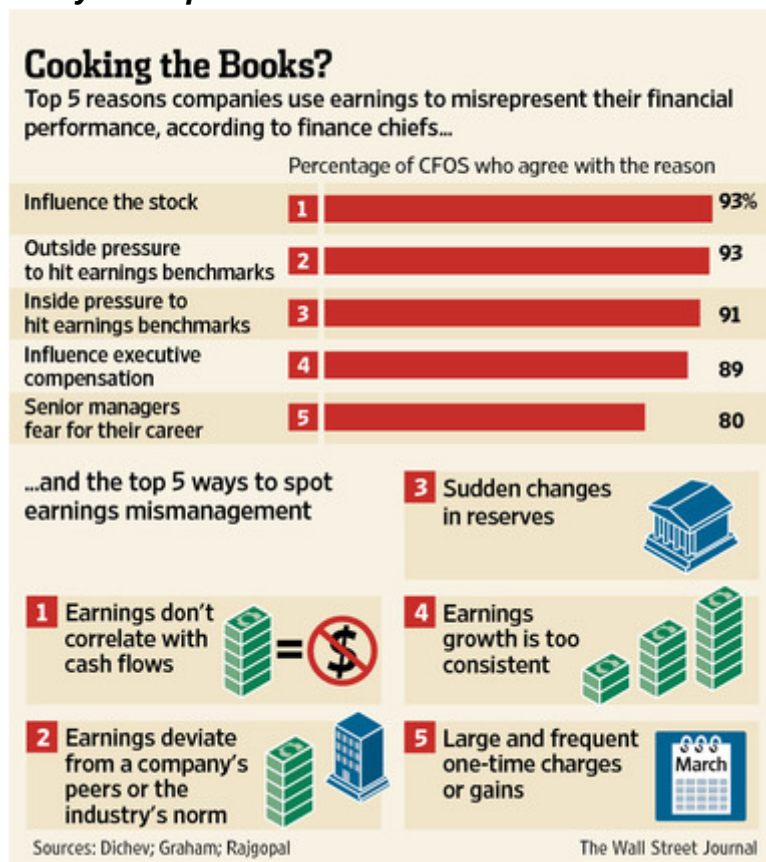 Cooking the Books?
Top 5 reasons companies use earnings to misrepresent their financial
performance, according to finance chiefs...
Percentage of CFOS who agree with the reason
Influence the stock
1
93%
Outside pressure
to hit earnings benchmarks
2
93
Inside pressure to
hit earnings benchmarks
3
91
Influence executive
compensation
4
89
Senior managers
fear for their career
5
80
...and the top 5 ways to spot
earnings mismanagement
1 Earnings don't
correlate with
cash flows
=
$
2 Earnings deviate
from a company's
peers or the
industry's norm
3 Sudden changes
in reserves
4 Earnings
growth is too
consistent
5 Large and frequent
one-time charges
or gains
March
Sources: Dichev; Graham; Rajgopal
The Wall Street Journal